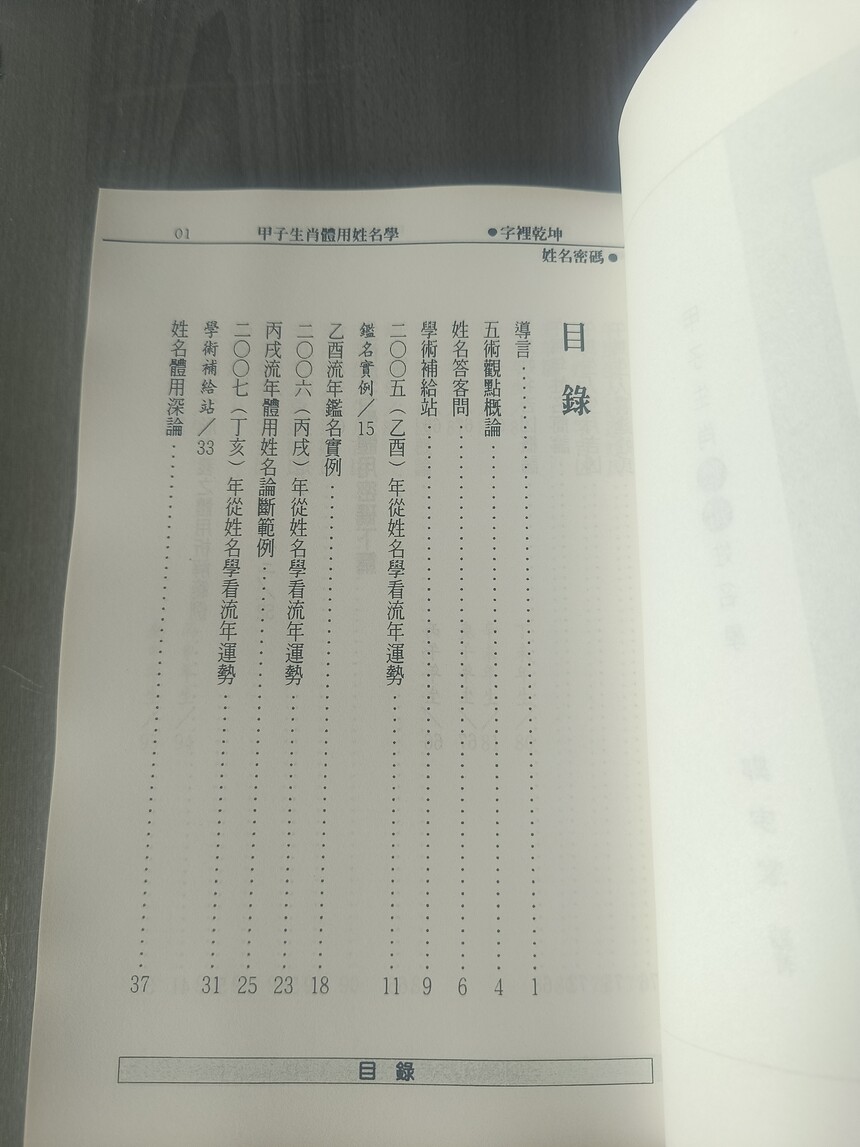 ●字裡乾坤
姓名密碼●
甲子生肖體用姓名學
01
目錄
導言 1
五術觀點概論 4
姓名答客問 6
學術補給站 9
二〇〇五（乙酉）年從姓名學看流年運勢 11
鑑名實例／15
乙酉流年鑑名實例 18
二〇〇六（丙戌）年從姓名學看流年運勢 23
丙戌流年體用姓名論斷範例 25
二〇〇七（丁亥）年從姓名學看流年運勢 31
學術補給站／33
姓名體用深論 37
目錄